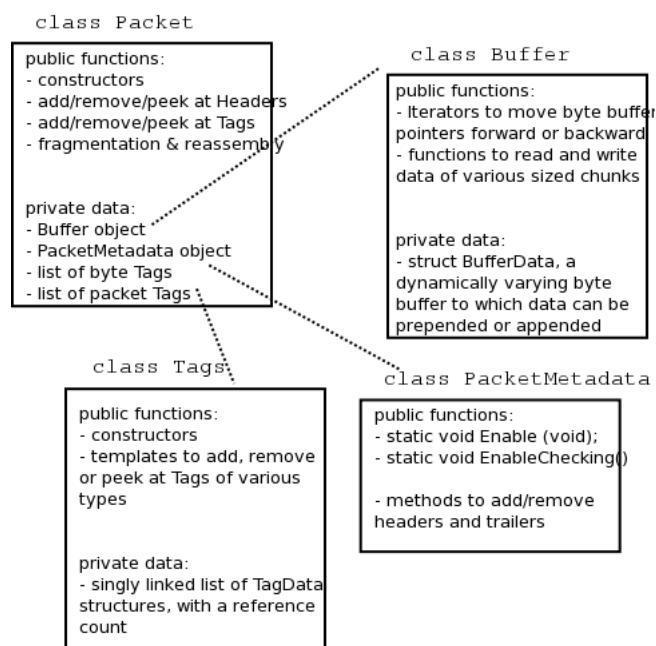 class Packet
public functions:
- constructors
- add/remove/peek at Headers
- add/remove/peek at Tags
- fragmentation & reassembly
private data:
- Buffer object
- PacketMetadata object
- list of byte Tags
- list of packet Tags
class Buffer
public functions:
- Iterators to move byte buffer
pointers forward or backward
- functions to read and write
data of various sized chunks
private data:
- struct BufferData, a
dynamically varying byte
buffer to which data can be
prepended or appended
class Tags
public functions:
- constructors
- templates to add, remove
or peek at Tags of various
types
private data:
- singly linked list of TagData
structures, with a reference
count
class PacketMetadata
public functions:
- static void Enable (void);
- static void EnableChecking()
- methods to add/remove
headers and trailers